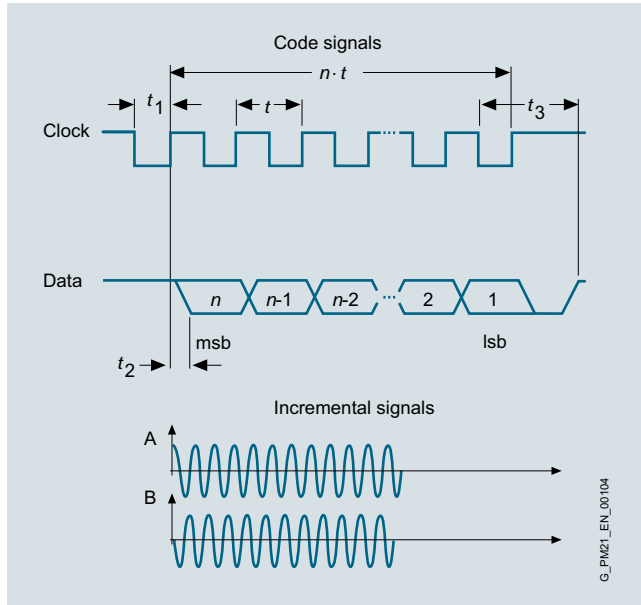 Code signals
n·t
t1
t
t3
Clock
···
Data
n
n-1
n-2
···
2
1
msb
lsb
t2
Incremental signals
A
B
G_PM21_EN_00104